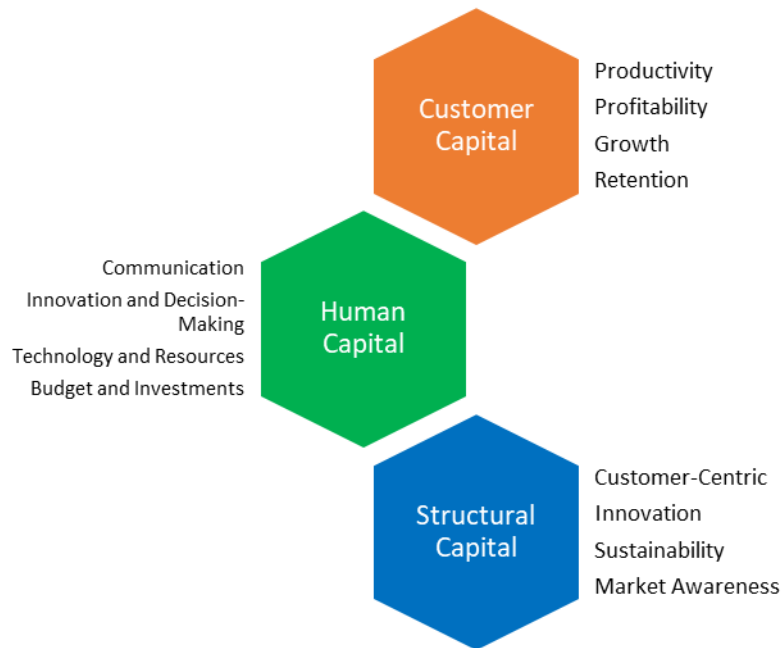 Customer
Capital
Productivity
Profitability
Growth
Retention
Communication
Innovation and Decision-
Making
Technology and Resources
Budget and Investments
Human
Capital
Structural
Capital
Customer-Centric
Innovation
Sustainability
Market Awareness